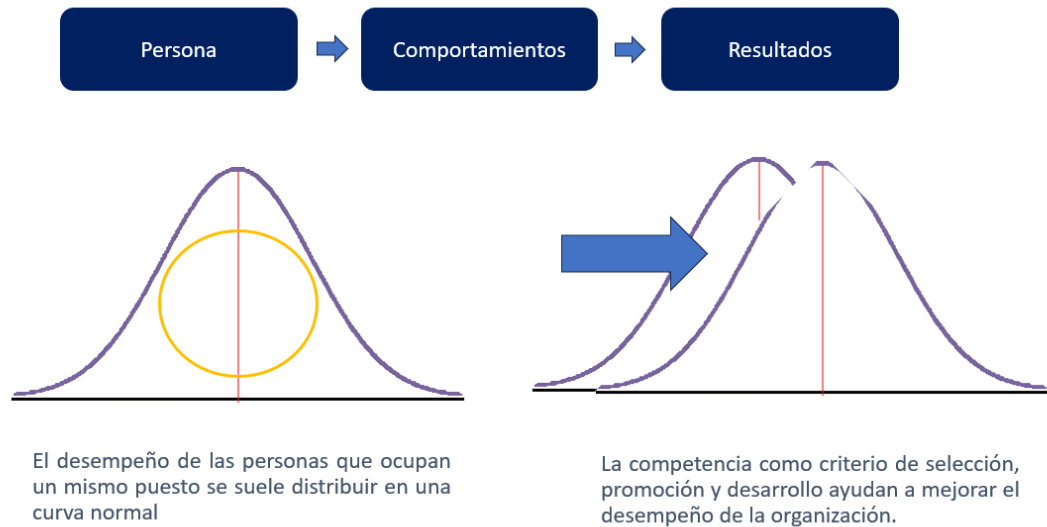 Persona
Comportamientos
Resultados
El desempeño de las personas que ocupan
un mismo puesto se suele distribuir en una
curva normal
La competencia como criterio de selección,
promoción y desarrollo ayudan a mejorar el
desempeño de la organización.